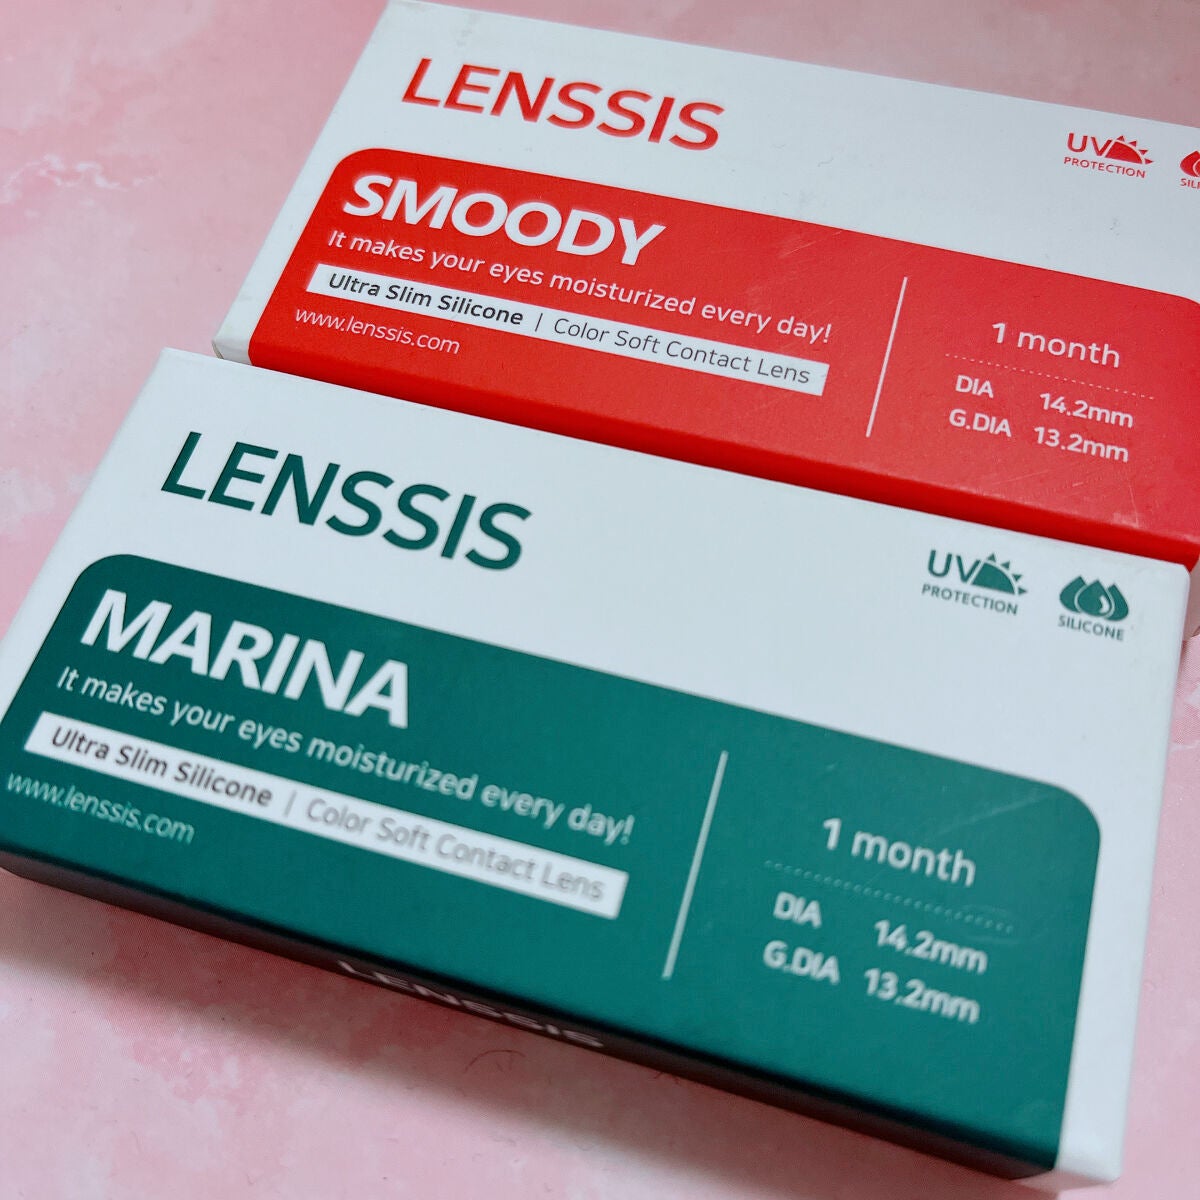 LENSSIS
UV
PROTECTION
SMOODY
It makes your eyes moisturized every day!
Ultra Slim Silicone | Color Soft Contact Lens
www.lenssis.com
1 month
DIA 14.2mm
G.DIA 13.2mm
LENSSIS
UV
PROTECTION
SILICONE
MARINA
It makes your eyes moisturized every day!
Ultra Slim Silicone | Color Soft Contact Lens
www.lenssis.com
1 month
DIA 14.2mm
G.DIA 13.2mm
LENSSIS